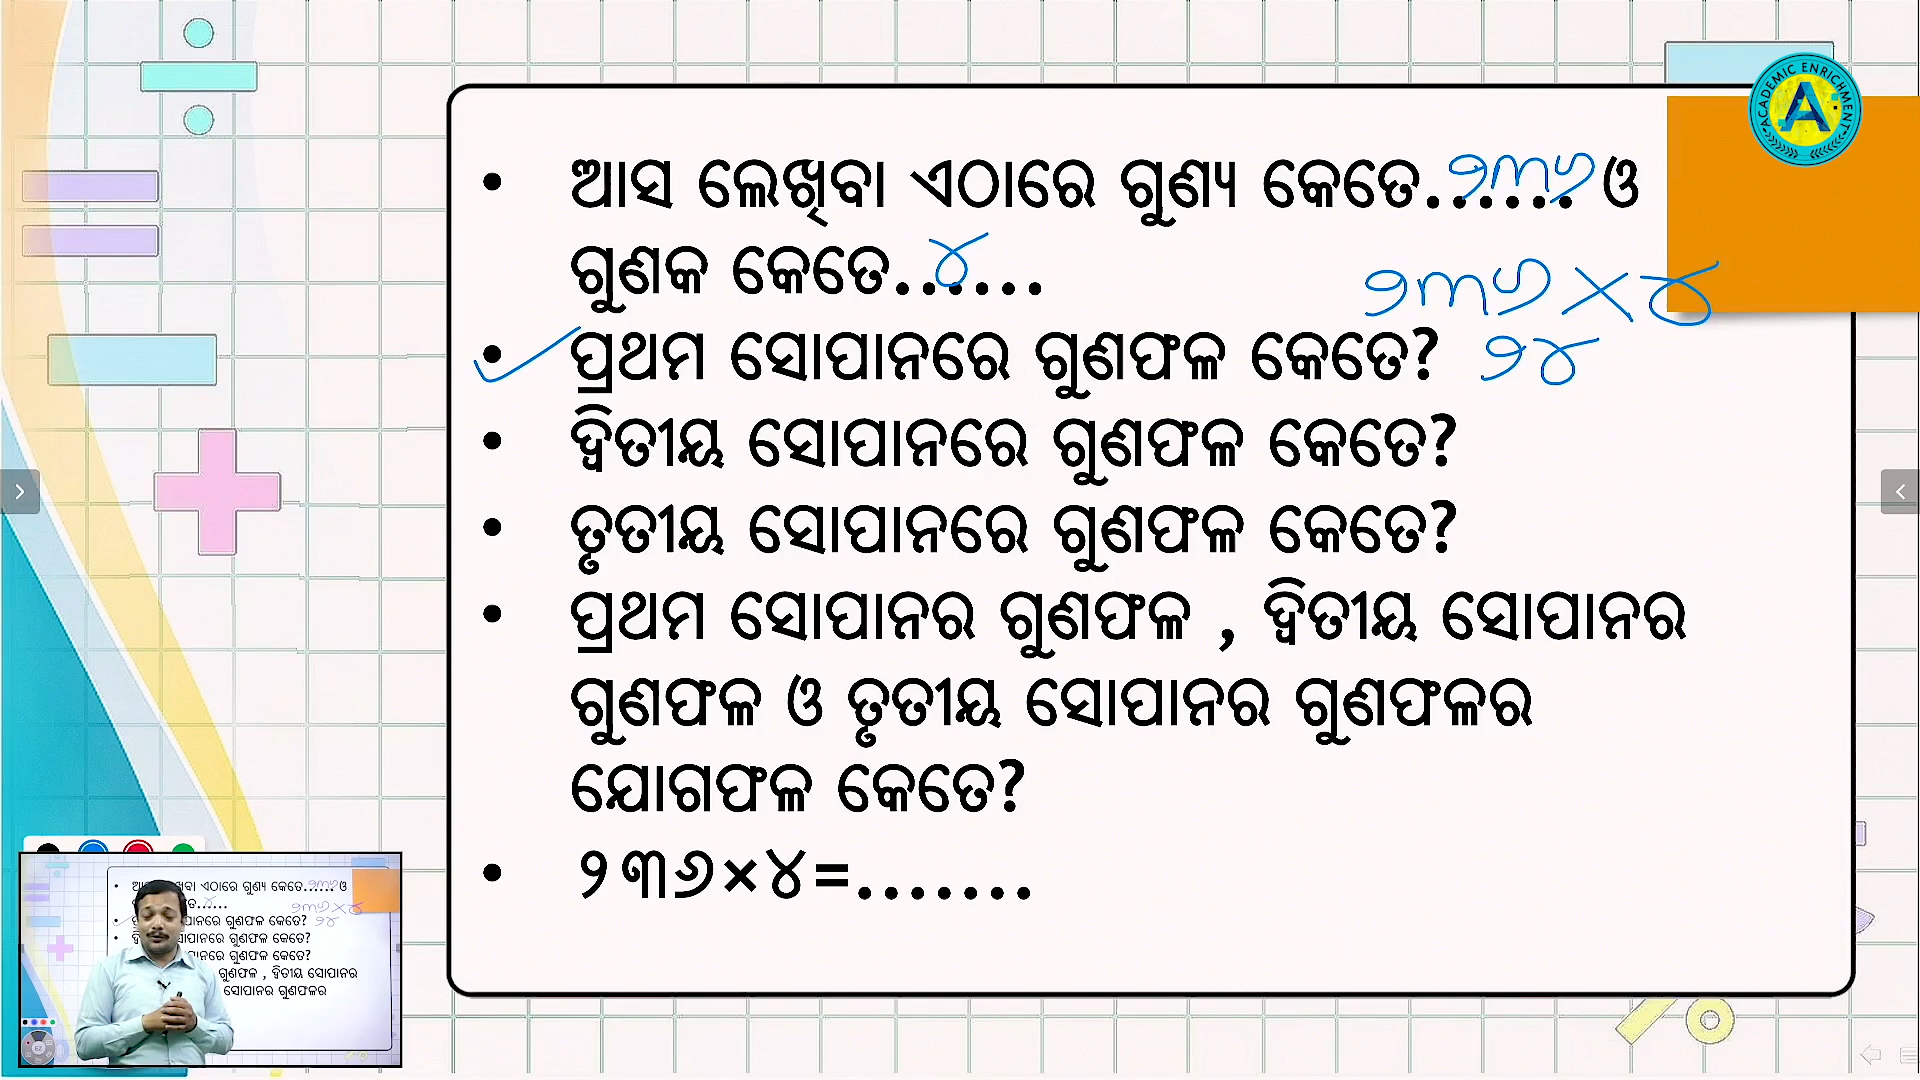 ACADEMIC ENRICHMENT
A
• ଆସ ଲେଖିବା ଏଠାରେ ଗୁଣ୍ୟ କେତେ...୨୩୬...ଓ
ଗୁଣକ କେତେ..୪....
୨୩୬×୪
• ପ୍ରଥମ ସୋପାନରେ ଗୁଣଫଳ କେତେ? ୨୪
• ଦ୍ଵିତୀୟ ସୋପାନରେ ଗୁଣଫଳ କେତେ?
• ତୃତୀୟ ସୋପାନରେ ଗୁଣଫଳ କେତେ?
• ପ୍ରଥମ ସୋପାନର ଗୁଣଫଳ , ଦ୍ଵିତୀୟ ସୋପାନର
ଗୁଣଫଳ ଓ ତୃତୀୟ ସୋପାନର ଗୁଣଫଳର
ଯୋଗଫଳ କେତେ?
• ୨୩୬×୪=.......